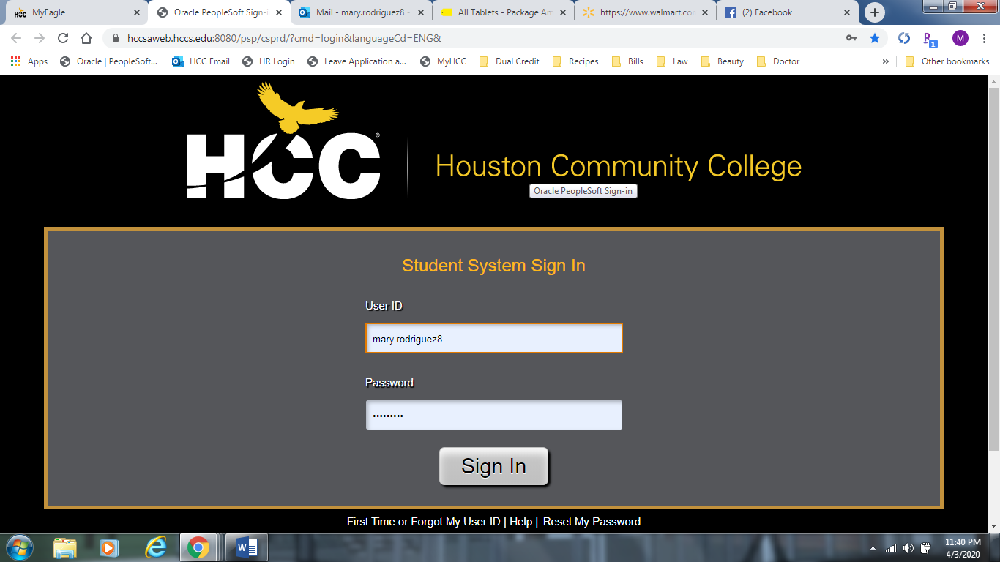 MyEagle
Oracle PeopleSoft Sign-i
Mail - mary.rodriguez8 -
All Tablets - Package Am
https://www.walmart.co
(2) Facebook
hccsaweb.hccs.edu:8080/psp/csprd/?cmd=login&languageCd=ENG&
1
M
Apps
Oracle | PeopleSoft...
HCC Email
HR Login
Leave Application a...
MyHCC
Dual Credit
Recipes
Bills
Law
Beauty
Doctor
»
Other bookmarks
HCC®
Houston Community College
Oracle PeopleSoft Sign-in
Student System Sign In
User ID
mary.rodriguez8
Password
•••••••••
Sign In
First Time or Forgot My User ID | Help | Reset My Password
11:40 PM
4/3/2020